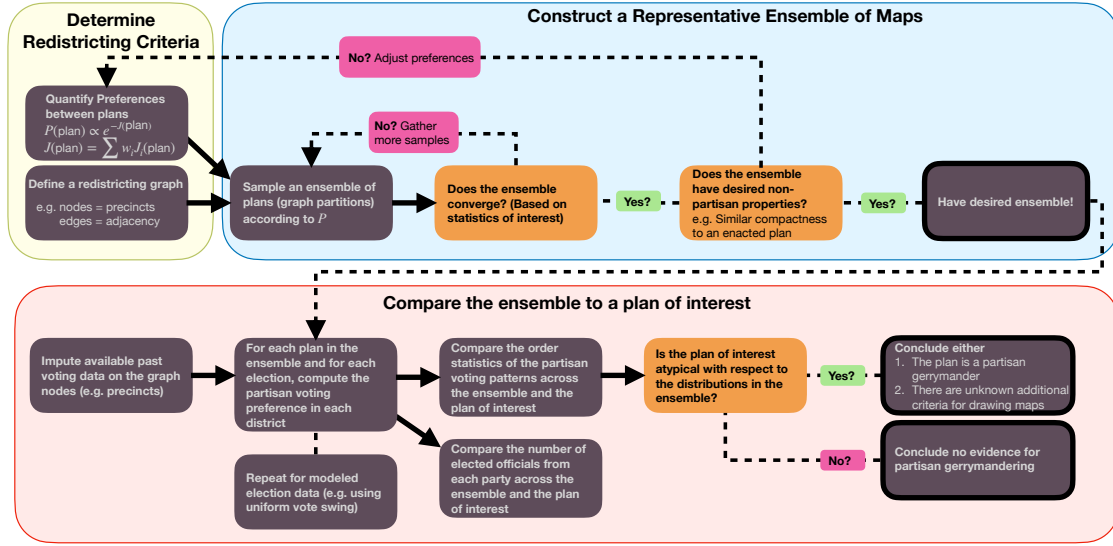 Determine
Redistricting Criteria
Quantify Preferences
between plans
P(plan) ∝ e^{-J(plan)}
J(plan) = ∑ w_i J_i(plan)
Define a redistricting graph
e.g. nodes = precincts
edges = adjacency
Construct a Representative Ensemble of Maps
No? Adjust preferences
No? Gather
more samples
Sample an ensemble of
plans (graph partitions)
according to P
Does the ensemble
converge? (Based on
statistics of interest)
Yes?
Does the ensemble
have desired non-
partisan properties?
e.g. Similar compactness
to an enacted plan
Yes?
Have desired ensemble!
Compare the ensemble to a plan of interest
Impute available past
voting data on the graph
nodes (e.g. precincts)
For each plan in the
ensemble and for each
election, compute the
partisan voting
preference in each
district
Repeat for modeled
election data (e.g. using
uniform vote swing)
Compare the order
statistics of the partisan
voting patterns across
the ensemble and the
plan of interest
Compare the number of
elected officials from
each party across the
ensemble and the plan
of interest
Is the plan of interest
atypical with respect to
the distributions in the
ensemble?
Yes?
Conclude either
1. The plan is a partisan
gerrymander
2. There are unknown additional
criteria for drawing maps
No?
Conclude no evidence for
partisan gerrymandering